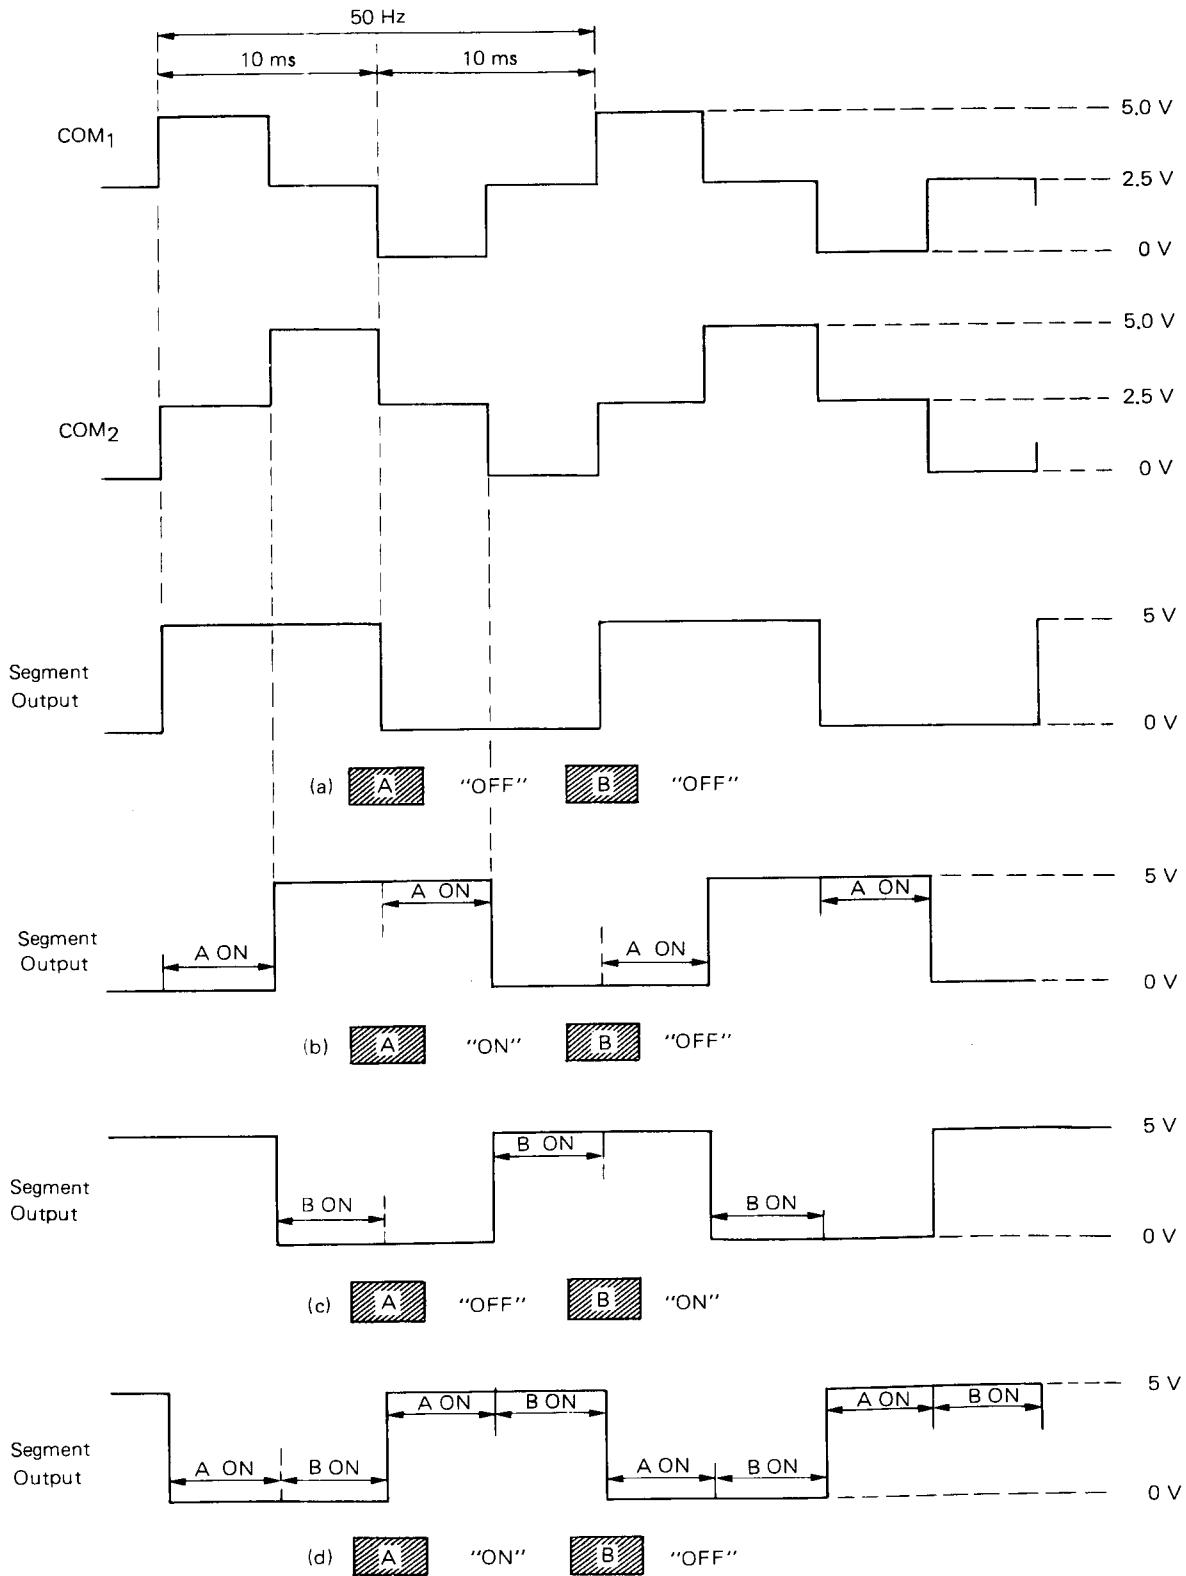 50 Hz
10 ms 10 ms
COM1
5.0 V
2.5 V
0 V
COM2
5.0 V
2.5 V
0 V
Segment
Output
5 V
0 V
(a) A "OFF" B "OFF"
Segment
Output
A ON A ON A ON A ON
5 V
0 V
(b) A "ON" B "OFF"
Segment
Output
B ON B ON B ON
5 V
0 V
(c) A "OFF" B "ON"
Segment
Output
A ON B ON A ON B ON A ON B ON A ON B ON
5 V
0 V
(d) A "ON" B "OFF"